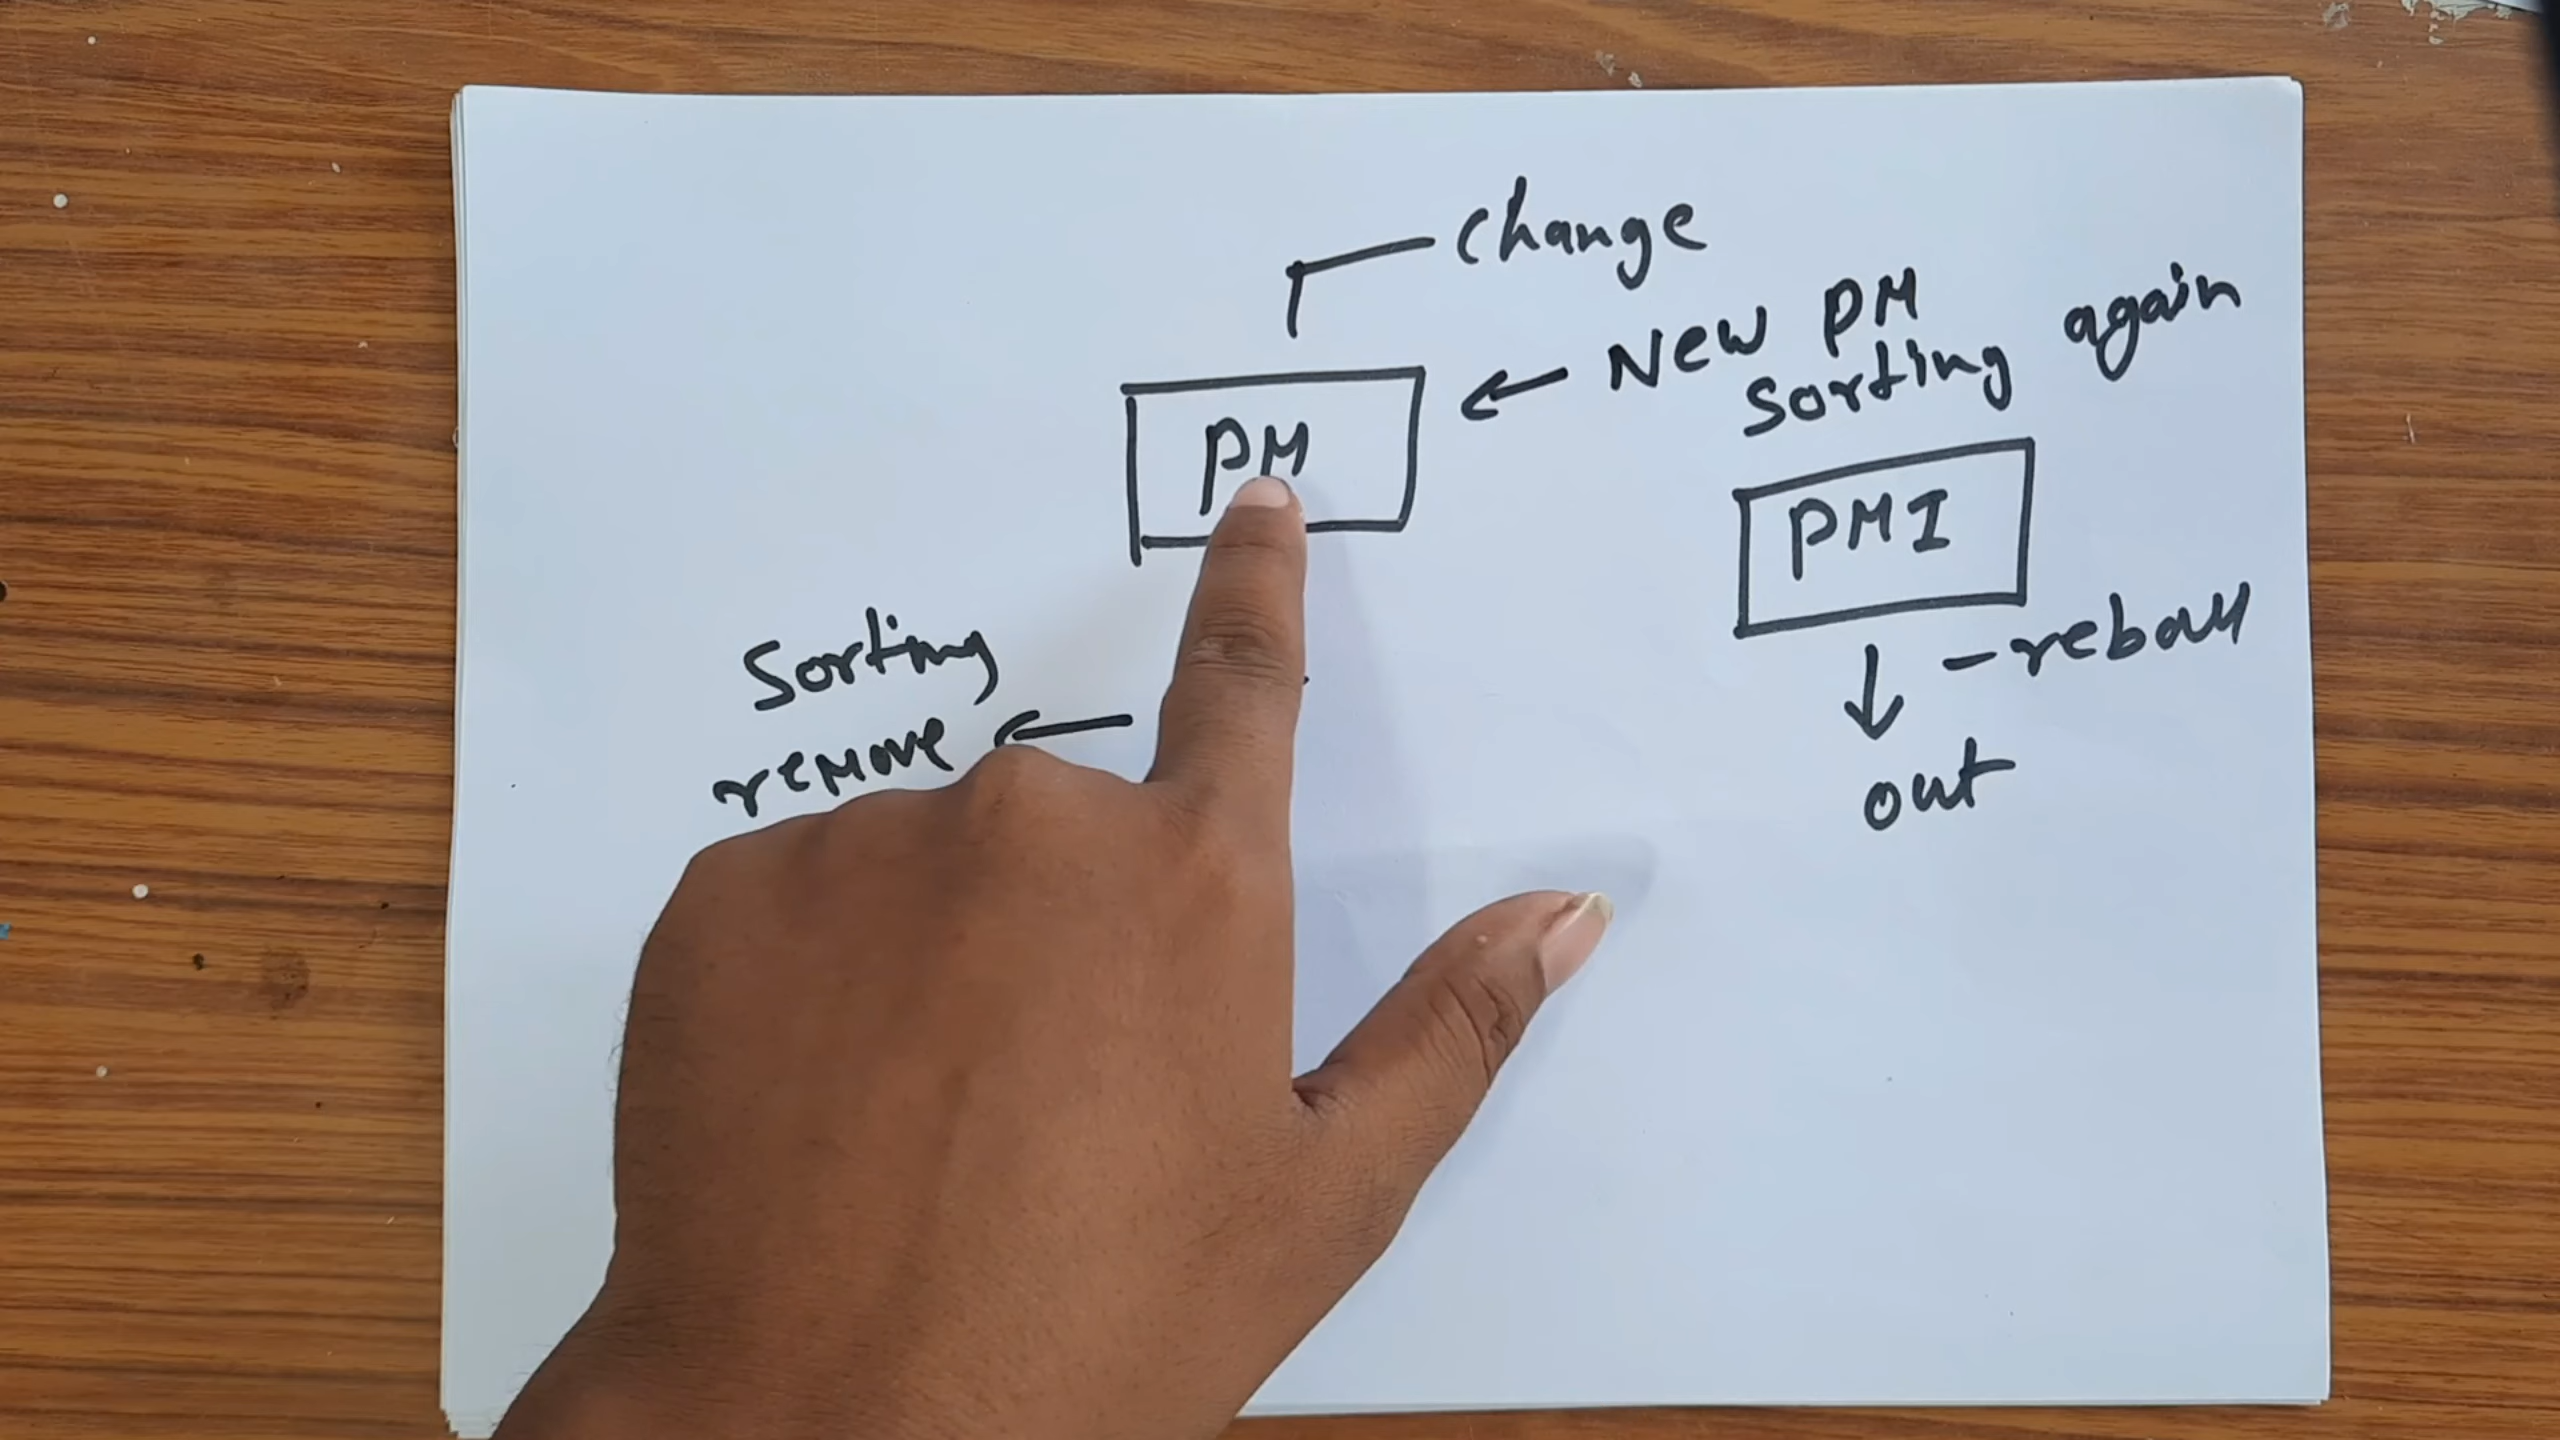 change
New PM
sorting again
PM
PMI
Sorting
remove
-reball
out